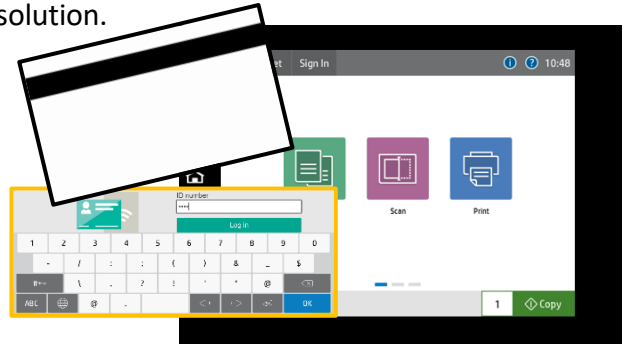 solution.
et Sign In 10:48
Scan Print
ID number
••••
Log in
1 2 3 4 5 6 7 8 9 0
- / : ; ( ) & _ $
\ . ? ! ' " @
ABC @ . OK
1 Copy